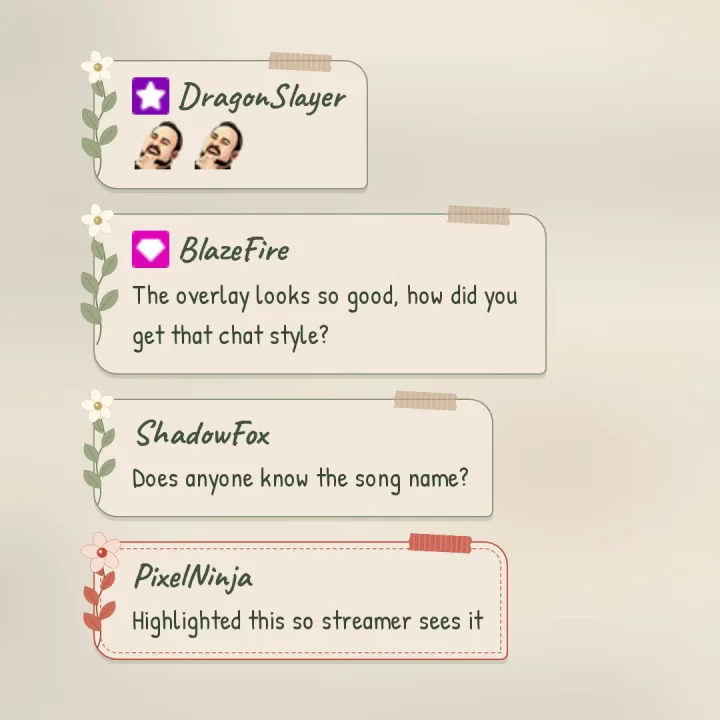 DragonSlayer
BlazeFire
The overlay looks so good, how did you
get that chat style?
ShadowFox
Does anyone know the song name?
PixelNinja
Highlighted this so streamer sees it